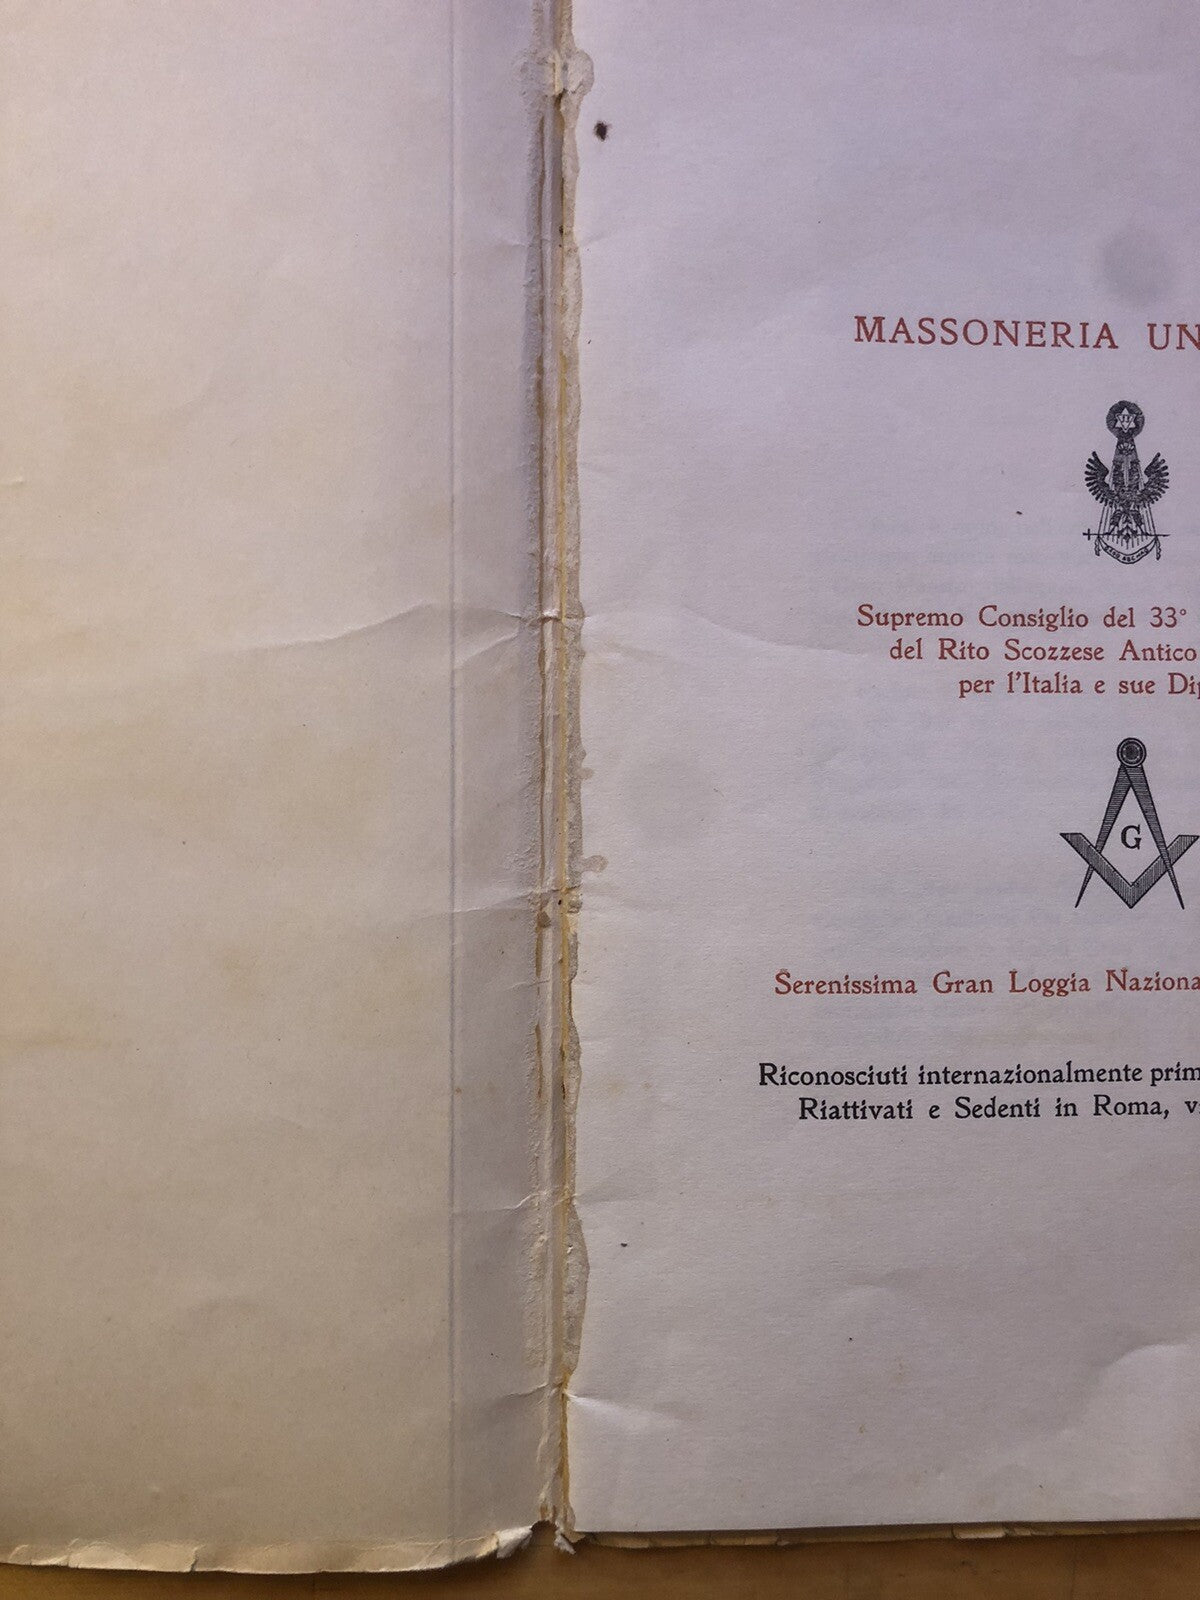 MASSONERIA UN
Supremo Consiglio del 33°
del Rito Scozzese Antico
per l'Italia e sue Dip
G
Serenissima Gran Loggia Naziona
Riconosciuti internazionalmente prim
Riattivati e Sedenti in Roma, v